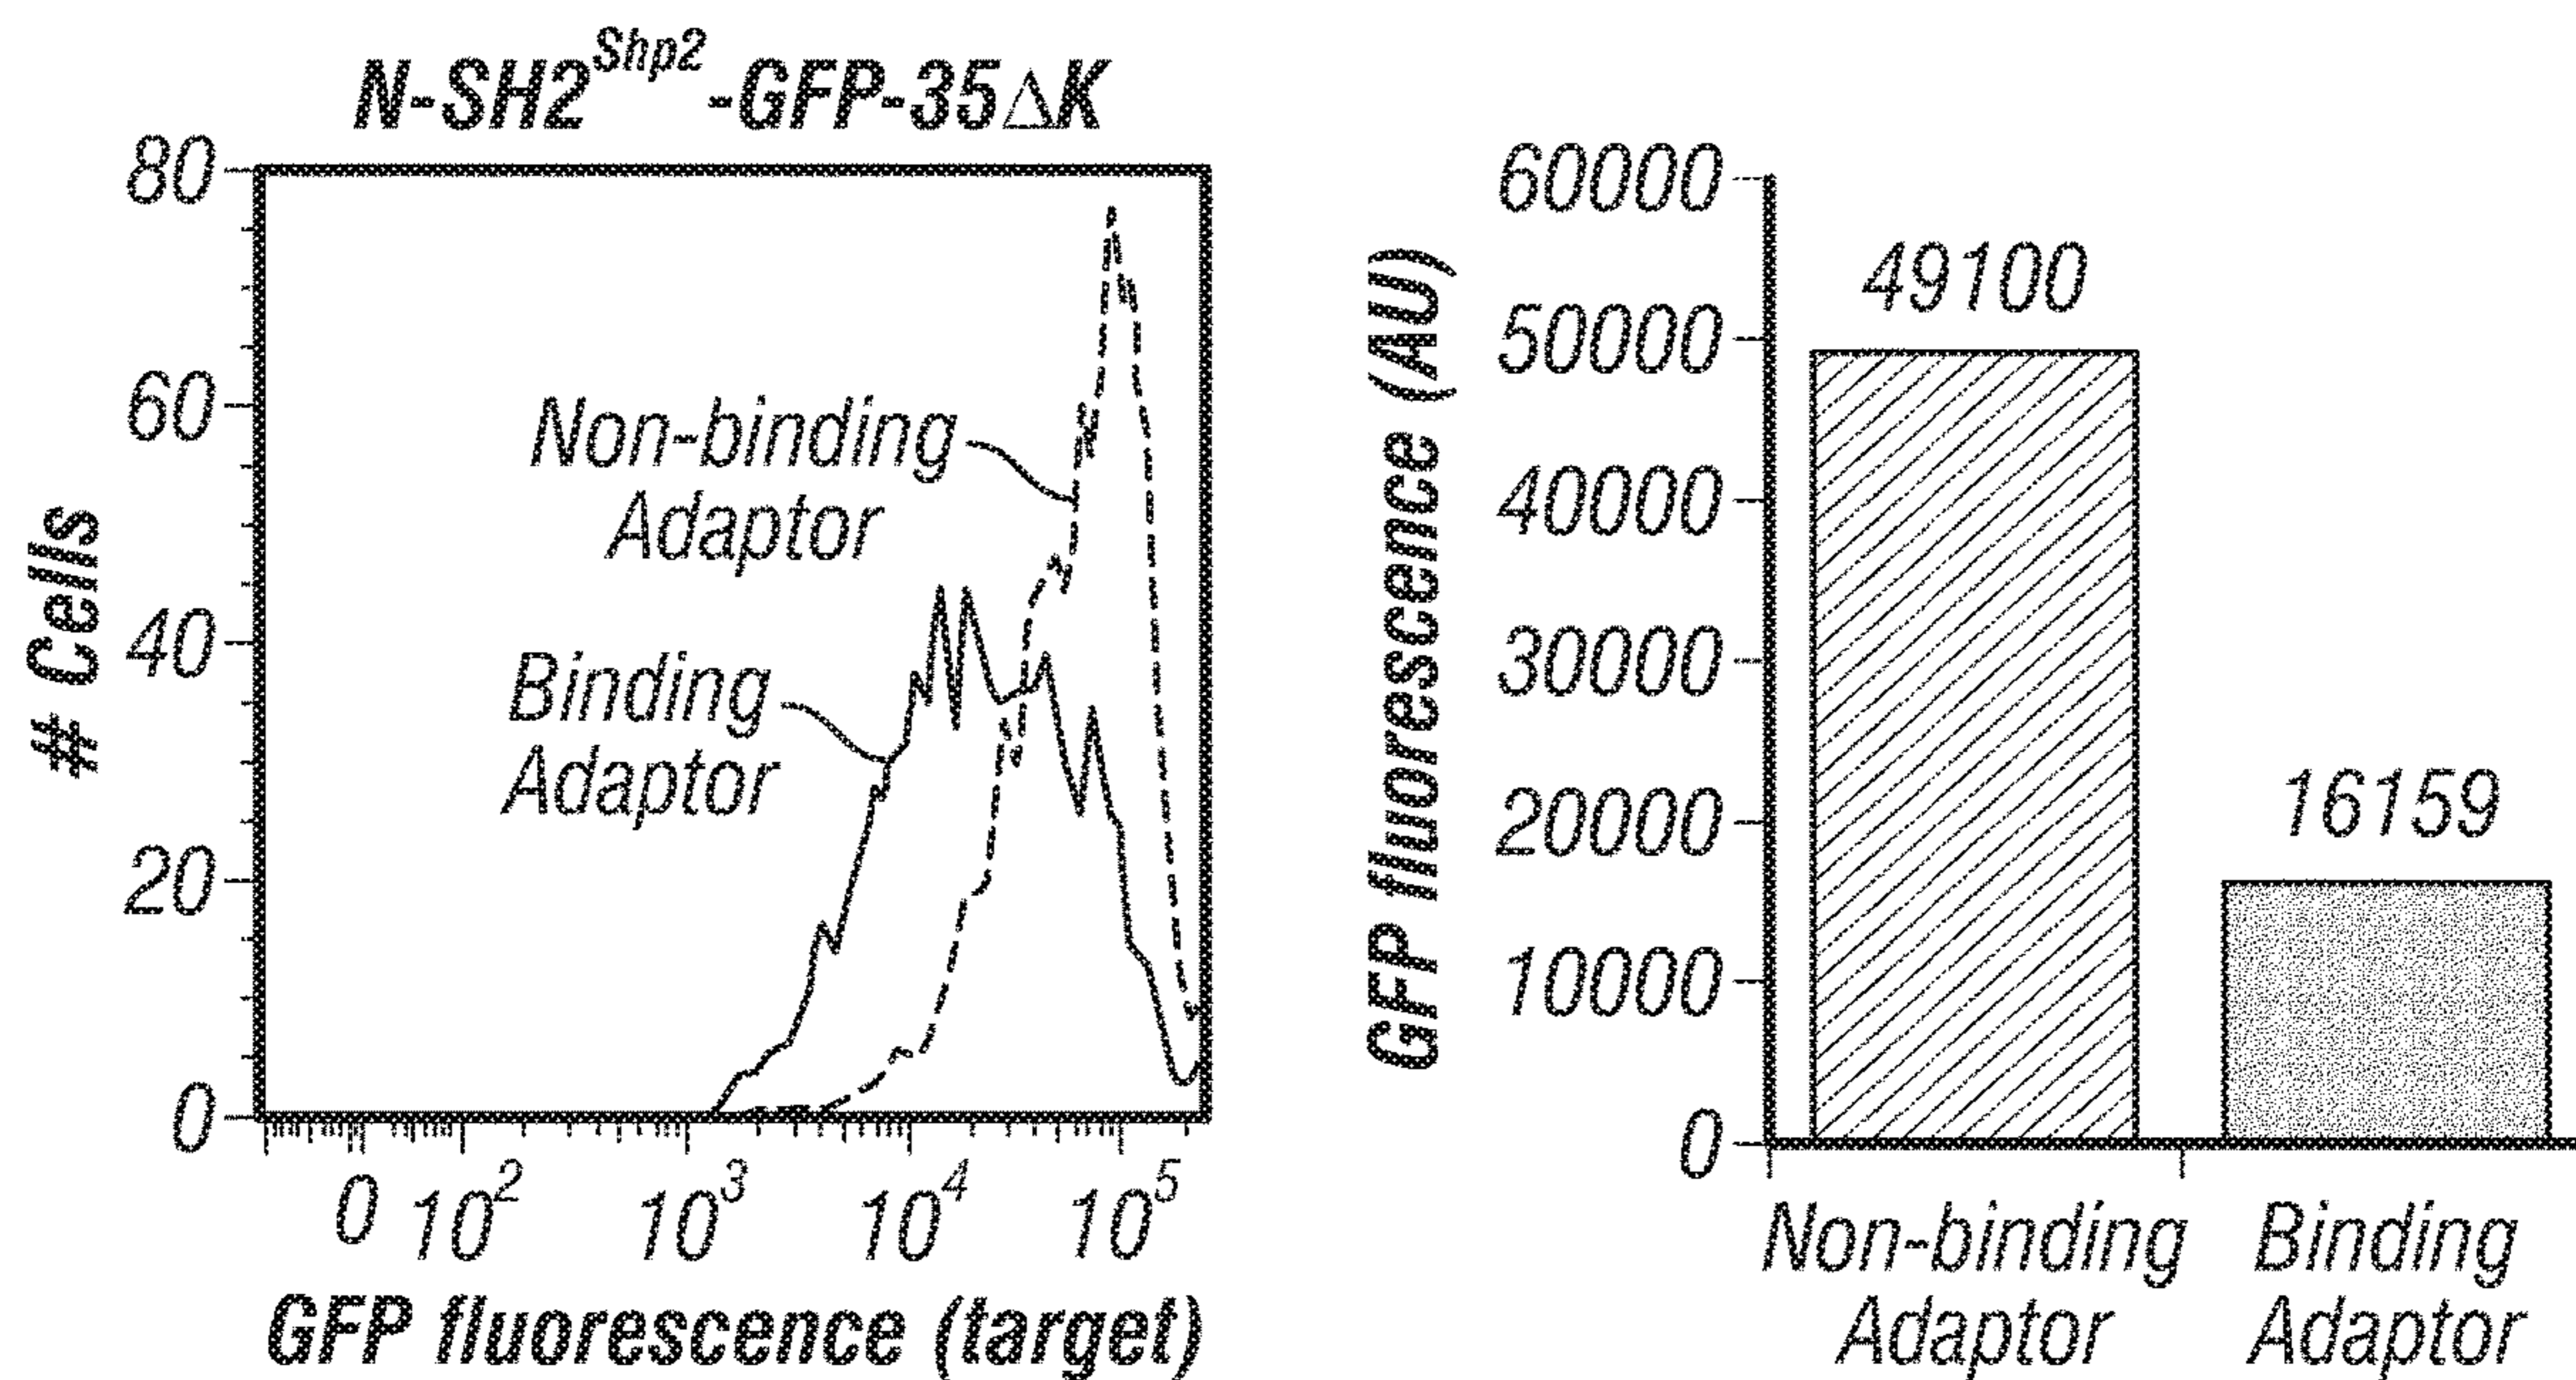 N-SH2^Shp2-GFP-35ΔK
80
60
40
20
0
# Cells
Non-binding
Adaptor
Binding
Adaptor
0 10^2 10^3 10^4 10^5
GFP fluorescence (target)
60000
50000
40000
30000
20000
10000
0
GFP fluorescence (AU)
49100
16159
Non-binding
Adaptor
Binding
Adaptor